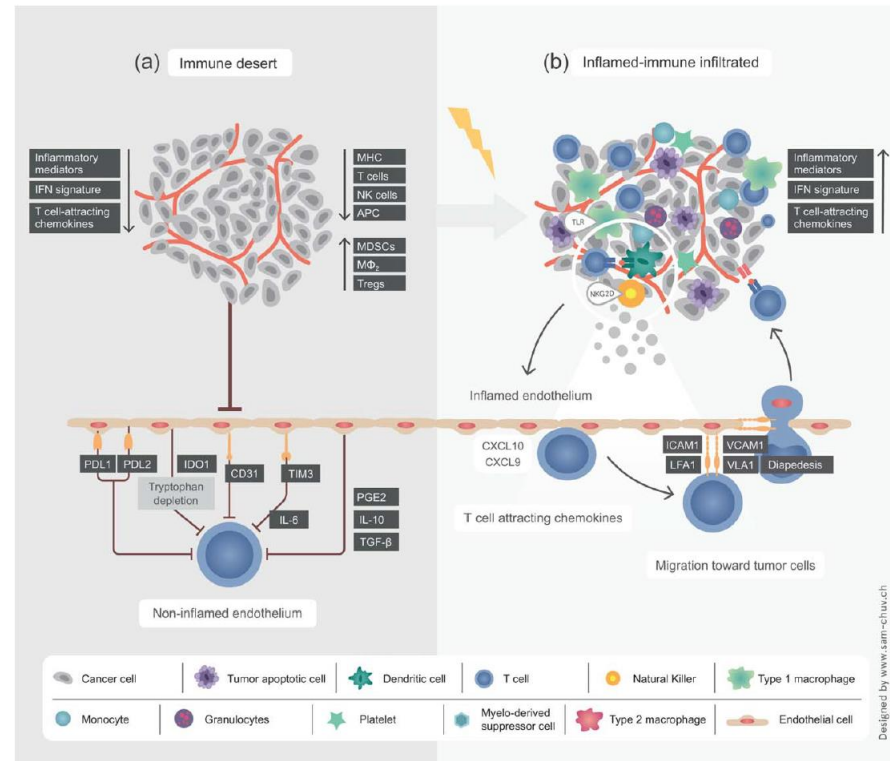 (a) Immune desert
(b) Inflamed-immune infiltrated
Inflammatory
mediators
IFN signature
T cell-attracting
chemokines
MHC
T cells
NK cells
APC
MDSCs
MΦ₂
Tregs
TLR
NKG2D
Inflammatory
mediators
IFN signature
T cell-attracting
chemokines
Inflamed endothelium
PDL1
PDL2
IDO1
Tryptophan
depletion
CD31
TIM3
IL-6
PGE2
IL-10
TGF-β
CXCL10
CXCL9
ICAM1
VCAM1
LFA1
VLA1
Diapedesis
T cell attracting chemokines
Migration toward tumor cells
Non-inflamed endothelium
Cancer cell
Tumor apoptotic cell
Dendritic cell
T cell
Natural Killer
Type 1 macrophage
Monocyte
Granulocytes
Platelet
Myelo-derived
suppressor cell
Type 2 macrophage
Endothelial cell
Designed by www.sam-chuv.ch